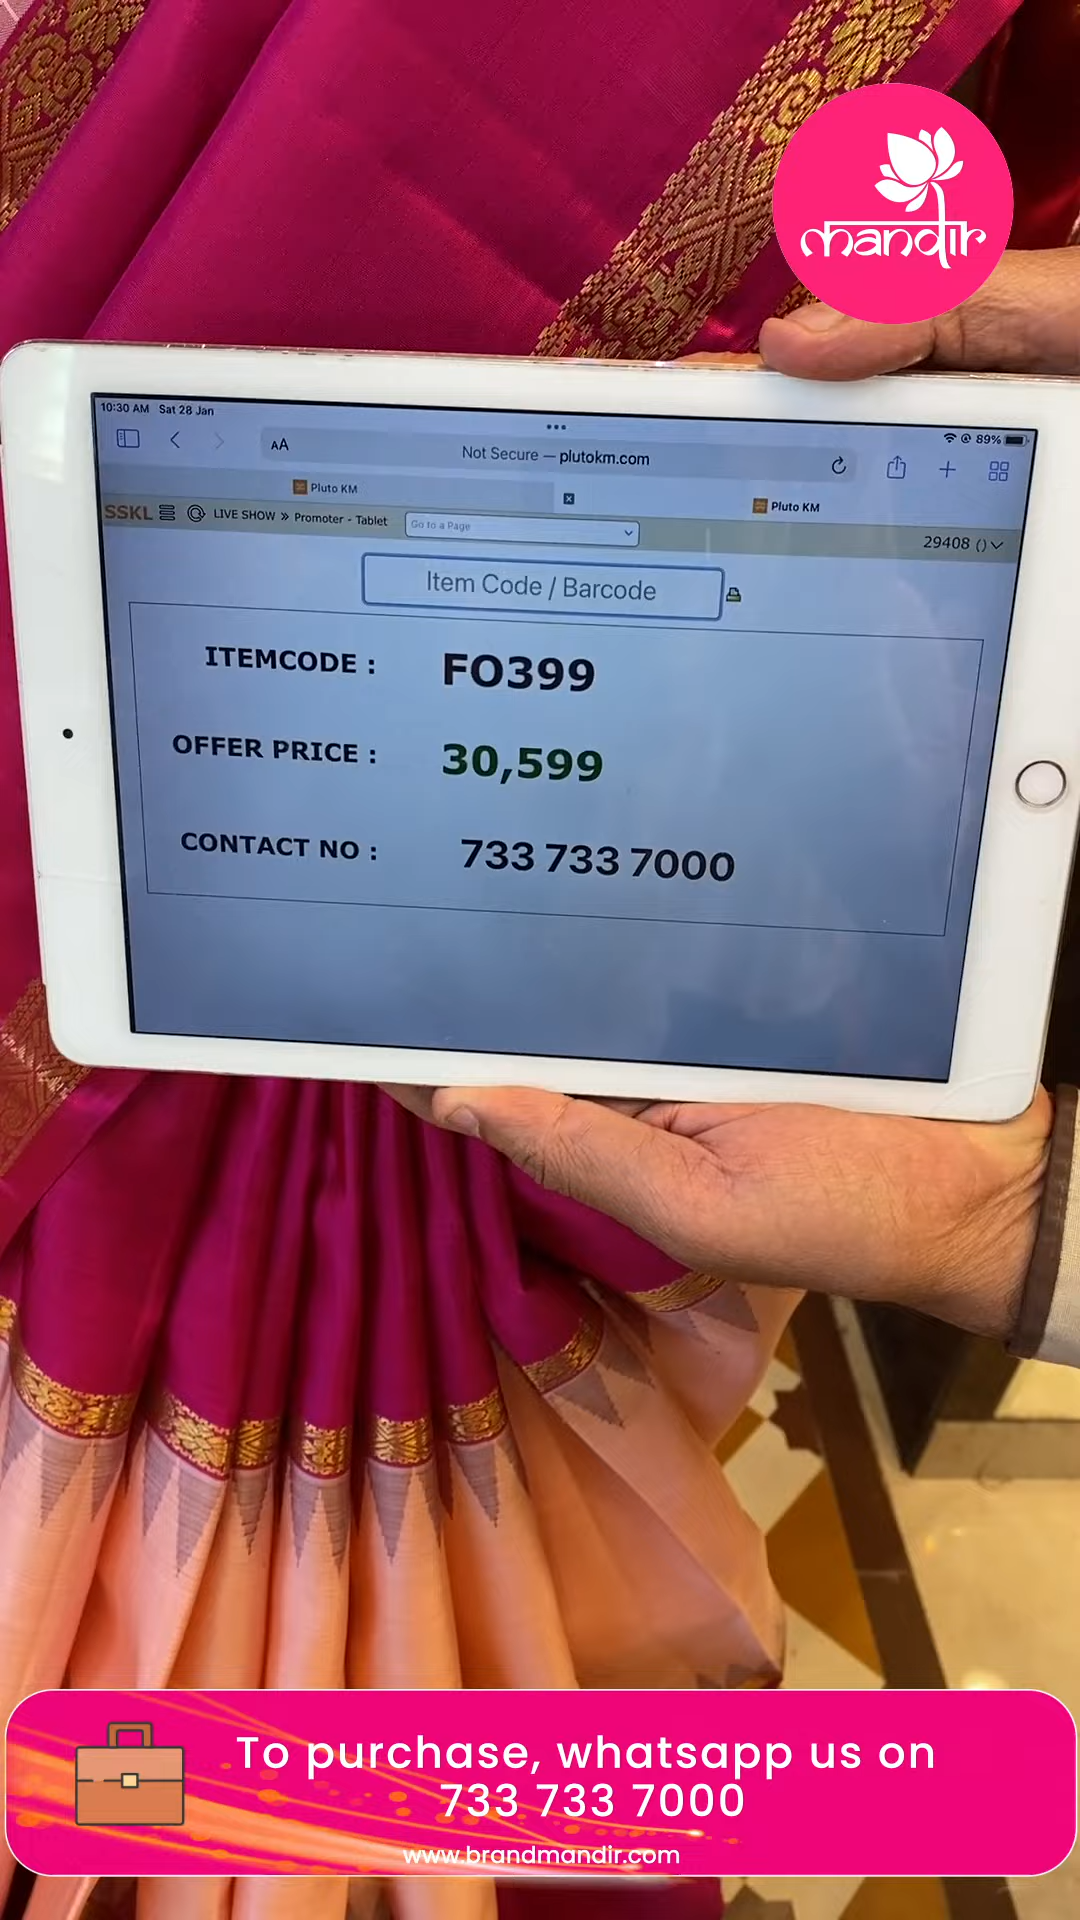 mandir
10:30 AM Sat 28 Jan
89%
AA
Not Secure — plutokm.com
Pluto KM
Pluto KM
SSKL LIVE SHOW » Promoter - Tablet Go to a Page
29408 ()
Item Code / Barcode
ITEMCODE : FO399
OFFER PRICE : 30,599
CONTACT NO : 733 733 7000
To purchase, whatsapp us on
733 733 7000
www.brandmandir.com